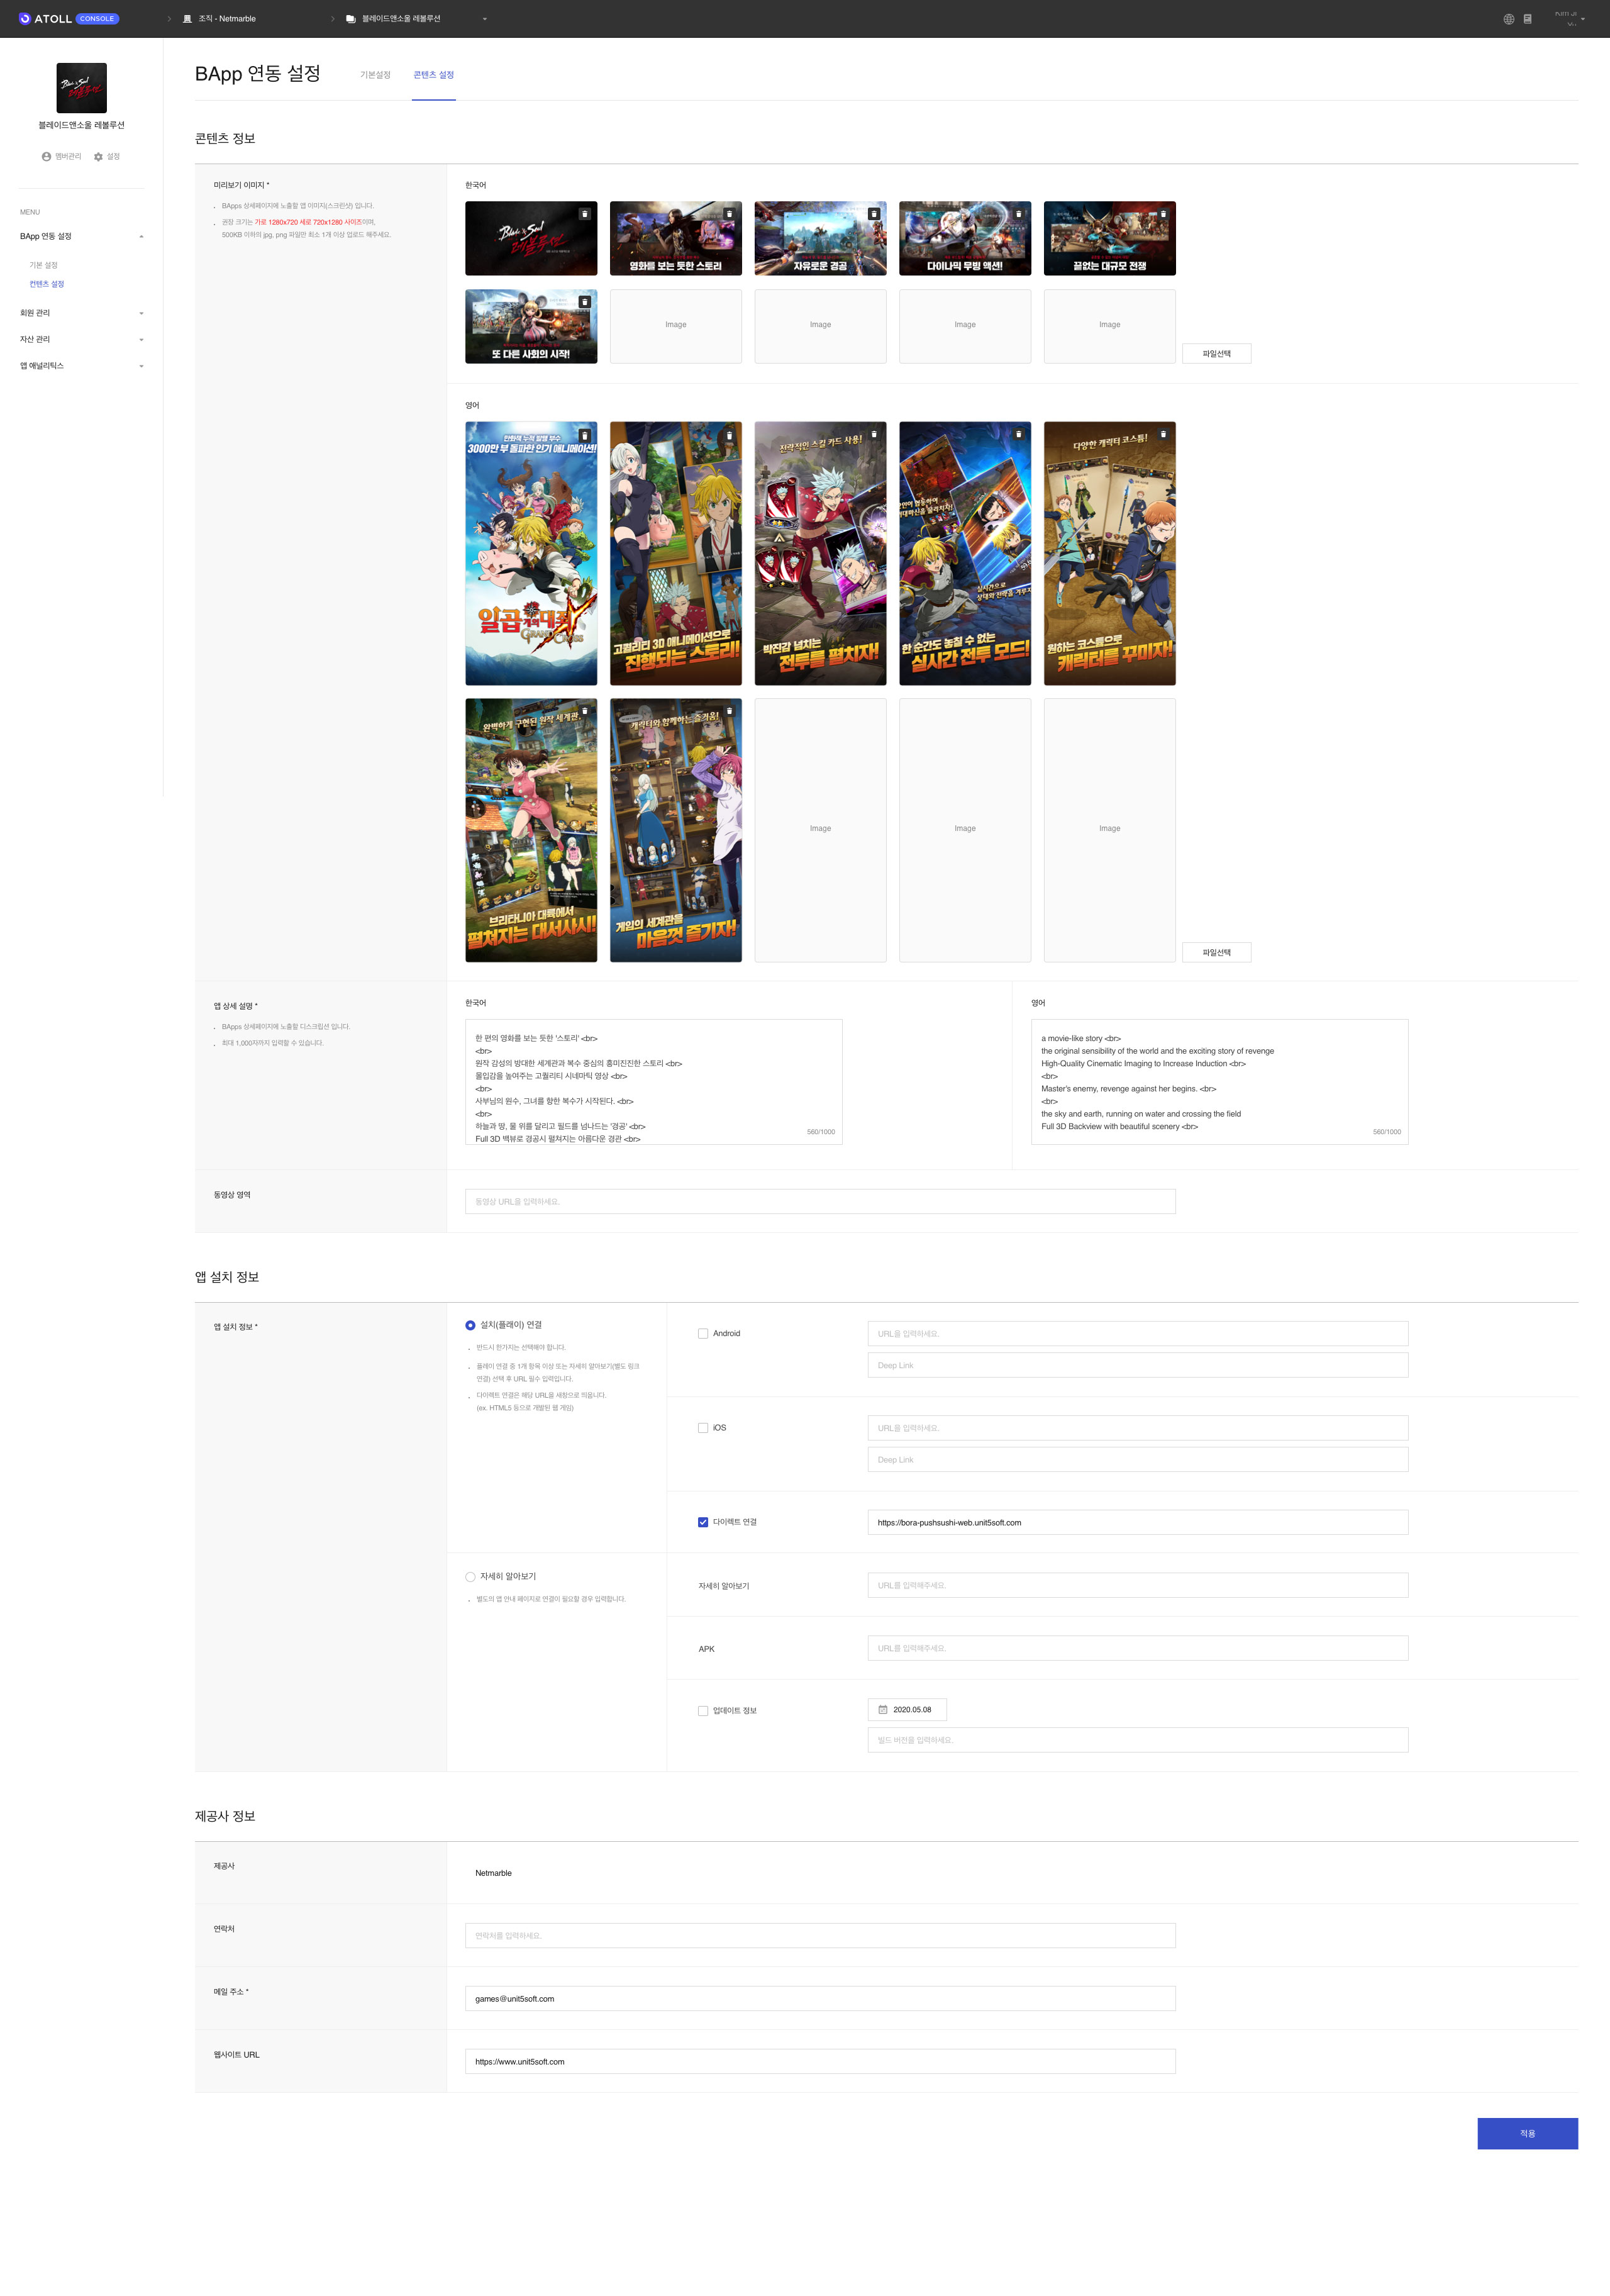 ATOLL CONSOLE
조직 - Netmarble
블레이드앤소울 레볼루션
블레이드앤소울 레볼루션
멤버관리 설정
MENU
BApp 연동 설정
기본 설정
컨텐츠 설정
회원 관리
자산 관리
앱 애널리틱스
BApp 연동 설정 기본설정 콘텐츠 설정
콘텐츠 정보
미리보기 이미지 *
BApps 상세페이지에 노출할 앱 이미지(스크린샷) 입니다.
권장 크기는 가로 1280x720 세로 720x1280 사이즈이며,
500KB 이하의 jpg, png 파일만 최소 1개 이상 업로드 해주세요.
한국어
Blade & Soul
레볼루션
영화를 보는 듯한 스토리
자유로운 경공
다이나믹 무빙 액션!
끝없는 대규모 전쟁
또 다른 사회의 시작!
Image
Image
Image
Image
파일선택
영어
만화책 누적 발행 부수
3000만 부 돌파한 인기 애니메이션!
일곱 개의 대죄
GRAND CROSS
고퀄리티 3D 애니메이션으로
진행되는 스토리!
전략적인 스킬 카드 사용!
박진감 넘치는
전투를 펼치자!
실시간으로
상대와 전략을 겨루자
한 순간도 놓칠 수 없는
실시간 전투 모드!
다양한 캐릭터 코스튬!
원하는 코스튬으로
캐릭터를 꾸미자!
완벽하게 구현된 원작 세계관
브리타니아 대륙에서
펼쳐지는 대서사시!
캐릭터와 함께하는 즐거움!
게임의 세계관을
마음껏 즐기자!
Image
Image
Image
파일선택
앱 상세 설명 *
BApps 상세페이지에 노출할 디스크립션 입니다.
최대 1,000자까지 입력할 수 있습니다.
한국어
한 편의 영화를 보는 듯한 '스토리' <br>
<br>
원작 감성의 방대한 세계관과 복수 중심의 흥미진진한 스토리 <br>
몰입감을 높여주는 고퀄리티 시네마틱 영상 <br>
<br>
사부님의 원수, 그녀를 향한 복수가 시작된다. <br>
<br>
하늘과 땅, 물 위를 달리고 필드를 넘나드는 '경공' <br>
Full 3D 백뷰로 경공시 펼쳐지는 아름다운 경관 <br>
560/1000
영어
a movie-like story <br>
the original sensibility of the world and the exciting story of revenge
High-Quality Cinematic Imaging to Increase Induction <br>
<br>
Master's enemy, revenge against her begins. <br>
<br>
the sky and earth, running on water and crossing the field
Full 3D Backview with beautiful scenery <br>
560/1000
동영상 영역
동영상 URL을 입력하세요.
앱 설치 정보
앱 설치 정보 *
설치(플래이) 연결
반드시 한가지는 선택해야 합니다.
플레이 연결 중 1개 항목 이상 또는 자세히 알아보기(별도 링크
연결) 선택 후 URL 필수 입력입니다.
다이렉트 연결은 해당 URL을 새창으로 띄웁니다.
(ex. HTML5 등으로 개발된 웹 게임)
Android
URL을 입력하세요.
Deep Link
iOS
URL을 입력하세요.
Deep Link
다이렉트 연결
https://bora-pushsushi-web.unit5soft.com
자세히 알아보기
별도의 앱 안내 페이지로 연결이 필요할 경우 입력합니다.
자세히 알아보기
URL를 입력해주세요.
APK
URL를 입력해주세요.
업데이트 정보
2020.05.08
빌드 버전을 입력하세요.
제공사 정보
제공사
Netmarble
연락처
연락처를 입력하세요.
메일 주소 *
games@unit5soft.com
웹사이트 URL
https://www.unit5soft.com
적용